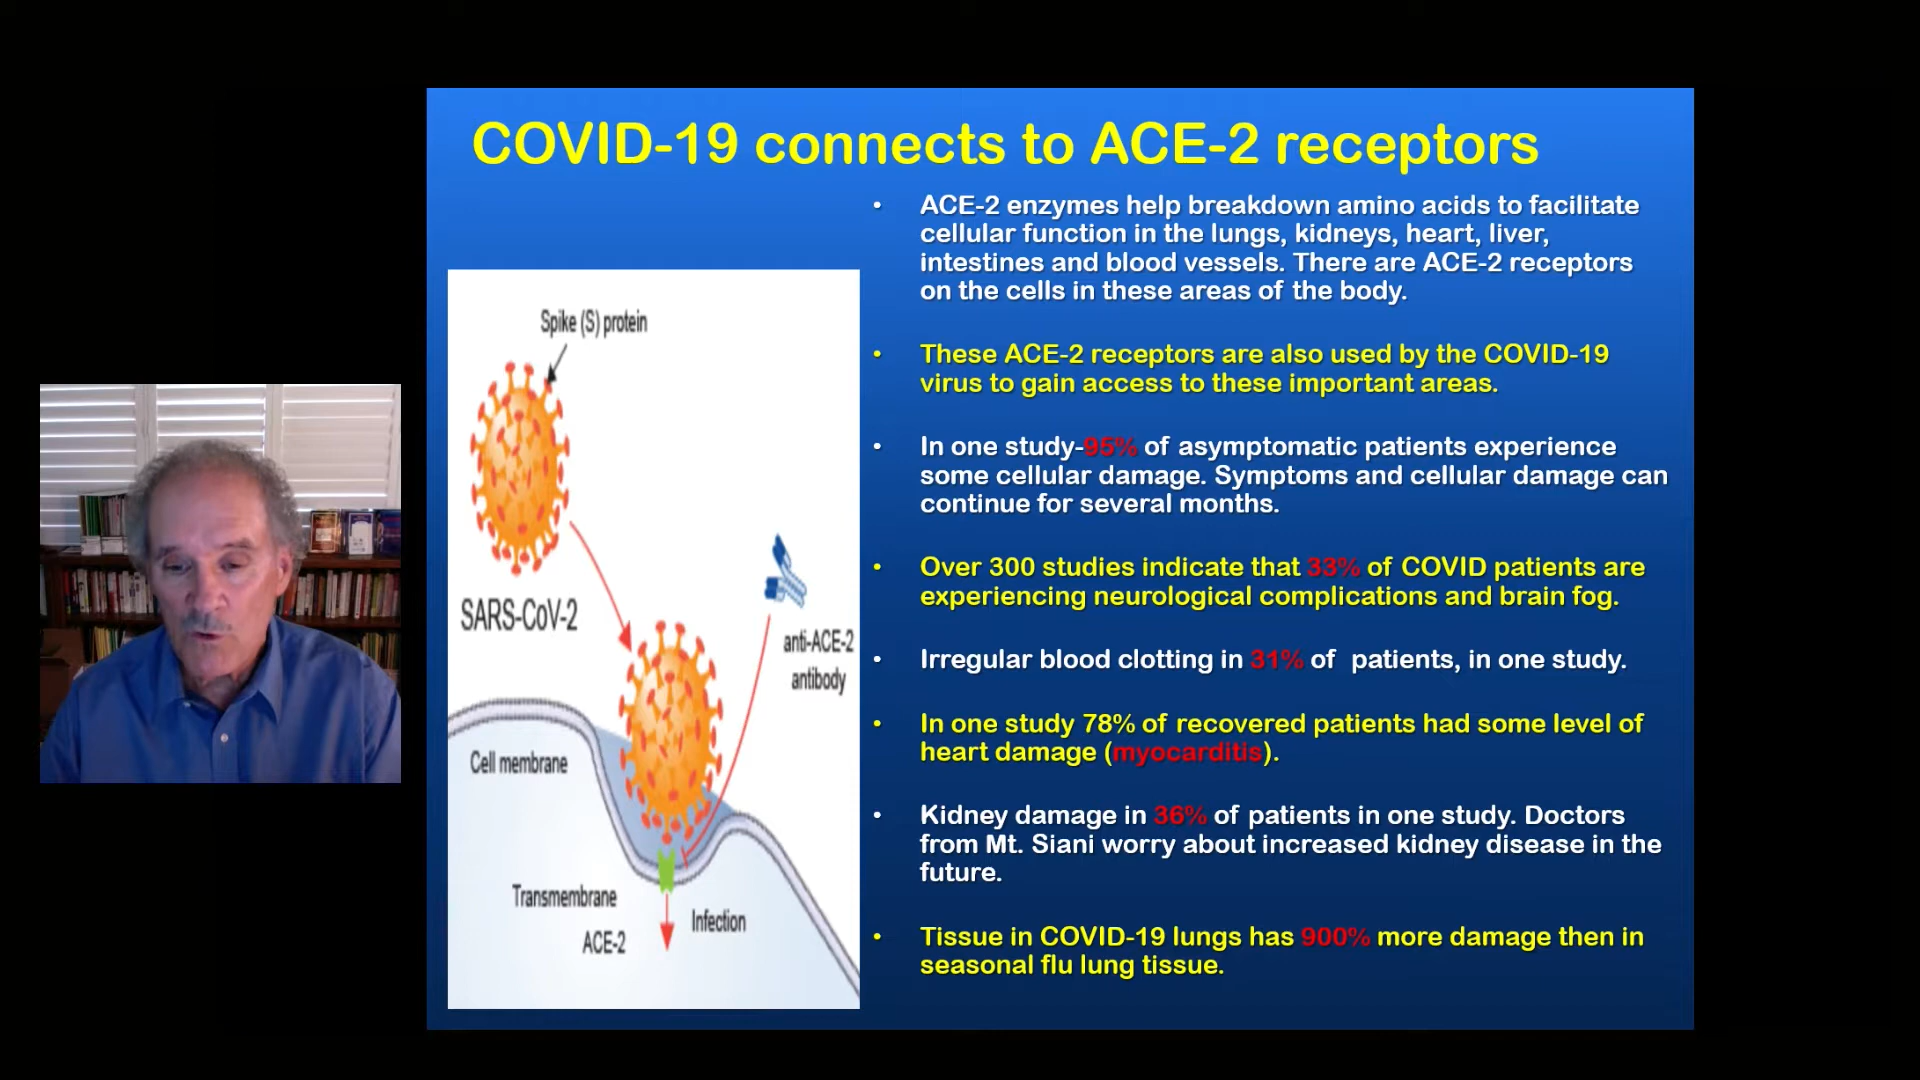 COVID-19 connects to ACE-2 receptors
• ACE-2 enzymes help breakdown amino acids to facilitate
cellular function in the lungs, kidneys, heart, liver,
intestines and blood vessels. There are ACE-2 receptors
on the cells in these areas of the body.
• These ACE-2 receptors are also used by the COVID-19
virus to gain access to these important areas.
• In one study-95% of asymptomatic patients experience
some cellular damage. Symptoms and cellular damage can
continue for several months.
• Over 300 studies indicate that 33% of COVID patients are
experiencing neurological complications and brain fog.
• Irregular blood clotting in 31% of patients, in one study.
• In one study 78% of recovered patients had some level of
heart damage (myocarditis).
• Kidney damage in 36% of patients in one study. Doctors
from Mt. Siani worry about increased kidney disease in the
future.
• Tissue in COVID-19 lungs has 900% more damage then in
seasonal flu lung tissue.
Spike (S) protein
SARS-CoV-2
anti-ACE-2
antibody
Cell membrane
Transmembrane
ACE-2
Infection